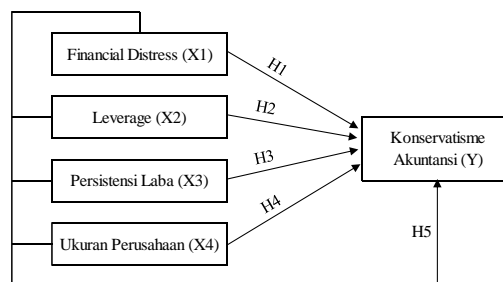 Financial Distress (X1)
H1
Leverage (X2)
H2
Konservatisme
Akuntansi (Y)
Persistensi Laba (X3)
H3
H4
Ukuran Perusahaan (X4)
H5